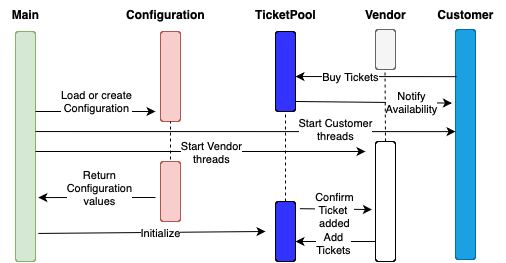 Main
Configuration
TicketPool
Vendor
Customer
Buy Tickets
Load or create
Configuration
Notify
Availability
Start Customer
threads
Start Vendor
threads
Return
Configuration
values
Confirm
Ticket
added
Initialize
Add
Tickets